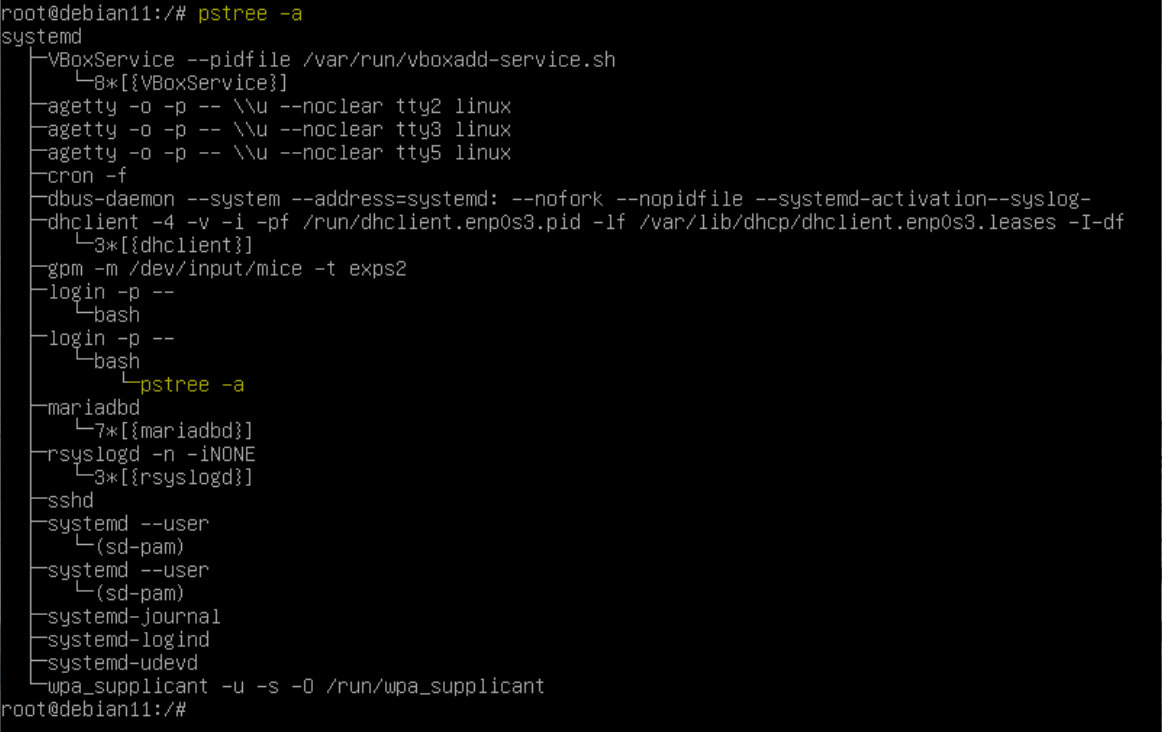 root@debian11:/# pstree -a
systemd
  ├─VBoxService --pidfile /var/run/vboxadd-service.sh
  │   └─8*[{VBoxService}]
  ├─agetty -o -p -- \\u --noclear tty2 linux
  ├─agetty -o -p -- \\u --noclear tty3 linux
  ├─agetty -o -p -- \\u --noclear tty5 linux
  ├─cron -f
  ├─dbus-daemon --system --address=systemd: --nofork --nopidfile --systemd-activation--syslog-
  ├─dhclient -4 -v -i -pf /run/dhclient.enp0s3.pid -lf /var/lib/dhcp/dhclient.enp0s3.leases -I-df
  │   └─3*[{dhclient}]
  ├─gpm -m /dev/input/mice -t exps2
  ├─login -p --
  │   └─bash
  ├─login -p --
  │   └─bash
  │       └─pstree -a
  ├─mariadbd
  │   └─7*[{mariadbd}]
  ├─rsyslogd -n -iNONE
  │   └─3*[{rsyslogd}]
  ├─sshd
  ├─systemd --user
  │   └─(sd-pam)
  ├─systemd --user
  │   └─(sd-pam)
  ├─systemd-journal
  ├─systemd-logind
  ├─systemd-udevd
  └─wpa_supplicant -u -s -O /run/wpa_supplicant
root@debian11:/#